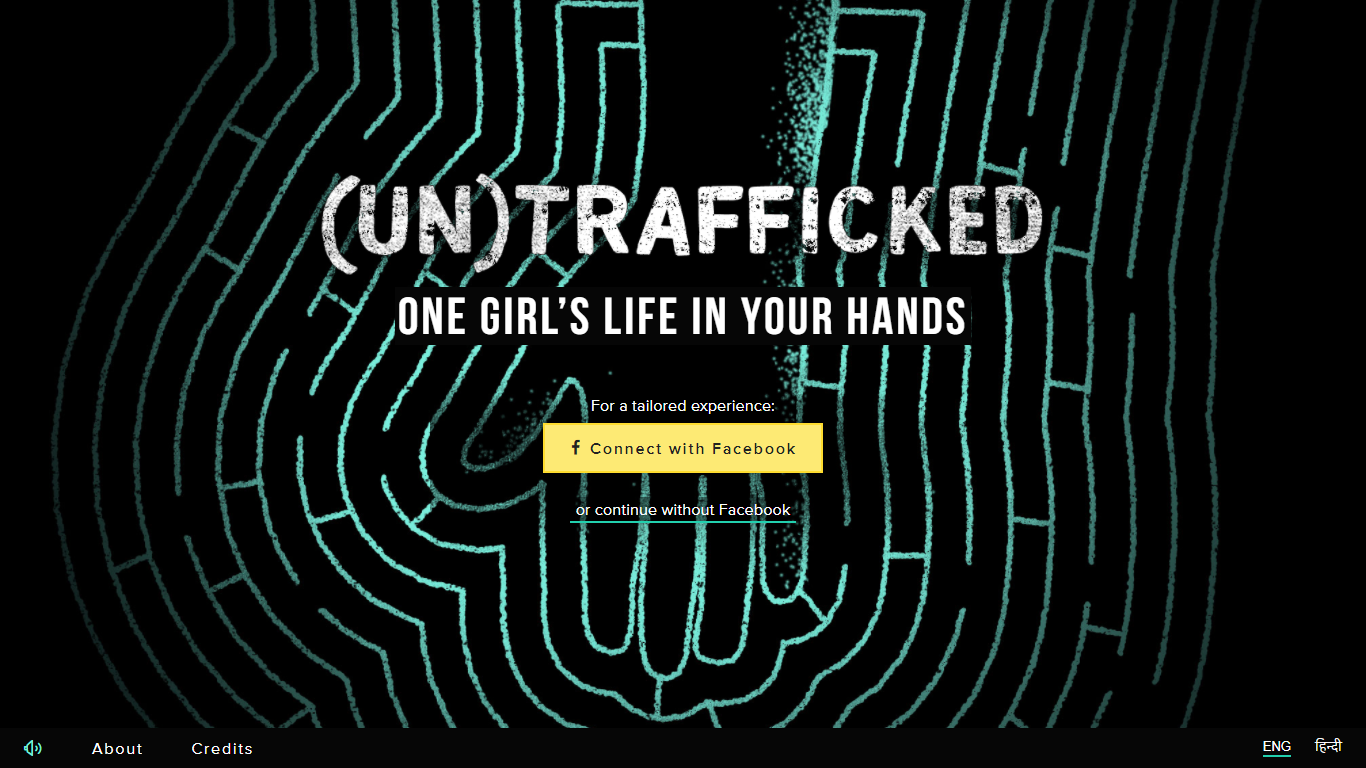 (UN)TRAFFICKED
ONE GIRL'S LIFE IN YOUR HANDS
For a tailored experience:
Connect with Facebook
or continue without Facebook
About Credits ENG हिन्दी